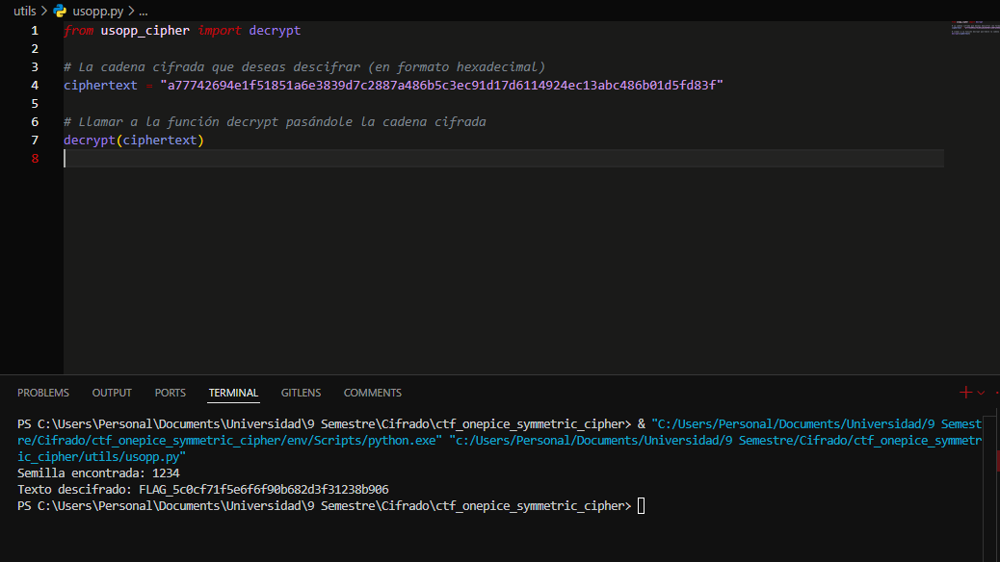 utils > usopp.py > ...
1 from usopp_cipher import decrypt
2
3 # La cadena cifrada que deseas descifrar (en formato hexadecimal)
4 ciphertext = "a77742694e1f51851a6e3839d7c2887a486b5c3ec91d17d6114924ec13abc486b01d5fd83f"
5
6 # Llamar a la función decrypt pasándole la cadena cifrada
7 decrypt(ciphertext)
8
PROBLEMS OUTPUT PORTS TERMINAL GITLENS COMMENTS
PS C:\Users\Personal\Documents\Universidad\9 Semestre\Cifrado\ctf_onepice_symmetric_cipher> & "C:/Users/Personal/Documents/Universidad/9 Semest
re/Cifrado/ctf_onepice_symmetric_cipher/env/Scripts/python.exe" "c:/Users/Personal/Documents/Universidad/9 Semestre/Cifrado/ctf_onepice_symmetr
ic_cipher/utils/usopp.py"
Semilla encontrada: 1234
Texto descifrado: FLAG_5c0cf71f5e6f6f90b682d3f31238b906
PS C:\Users\Personal\Documents\Universidad\9 Semestre\Cifrado\ctf_onepice_symmetric_cipher>